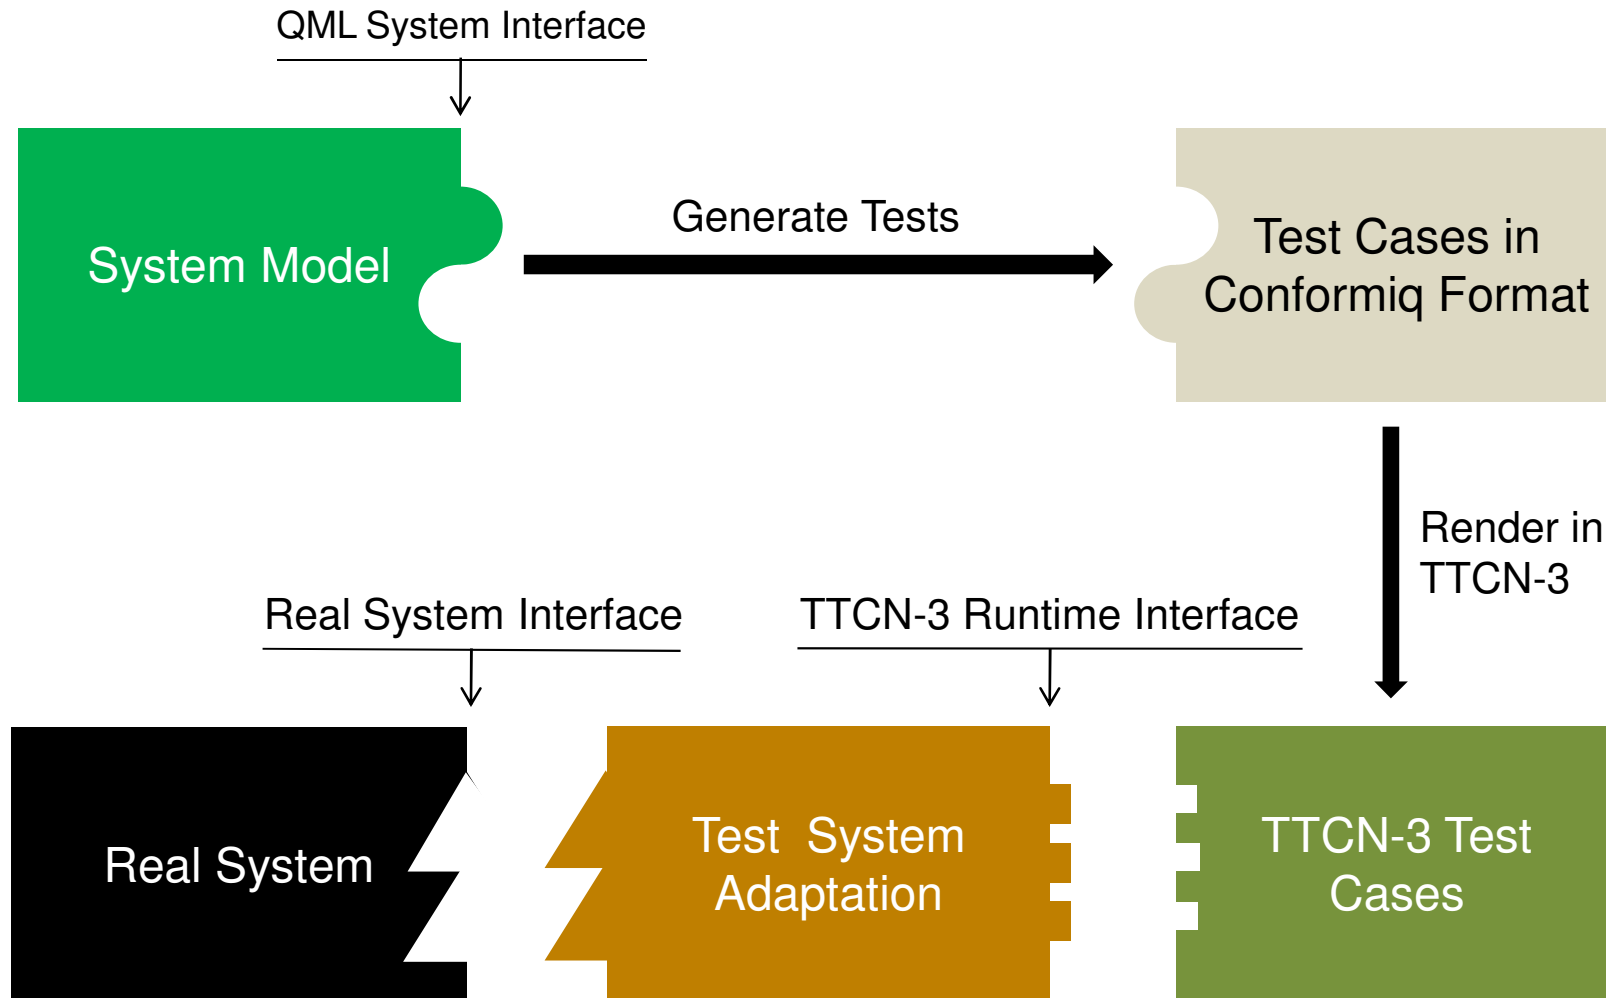 QML System Interface
System Model
Generate Tests
Test Cases in
Conformiq Format
Render in
TTCN-3
Real System Interface
TTCN-3 Runtime Interface
Real System
Test System
Adaptation
TTCN-3 Test
Cases